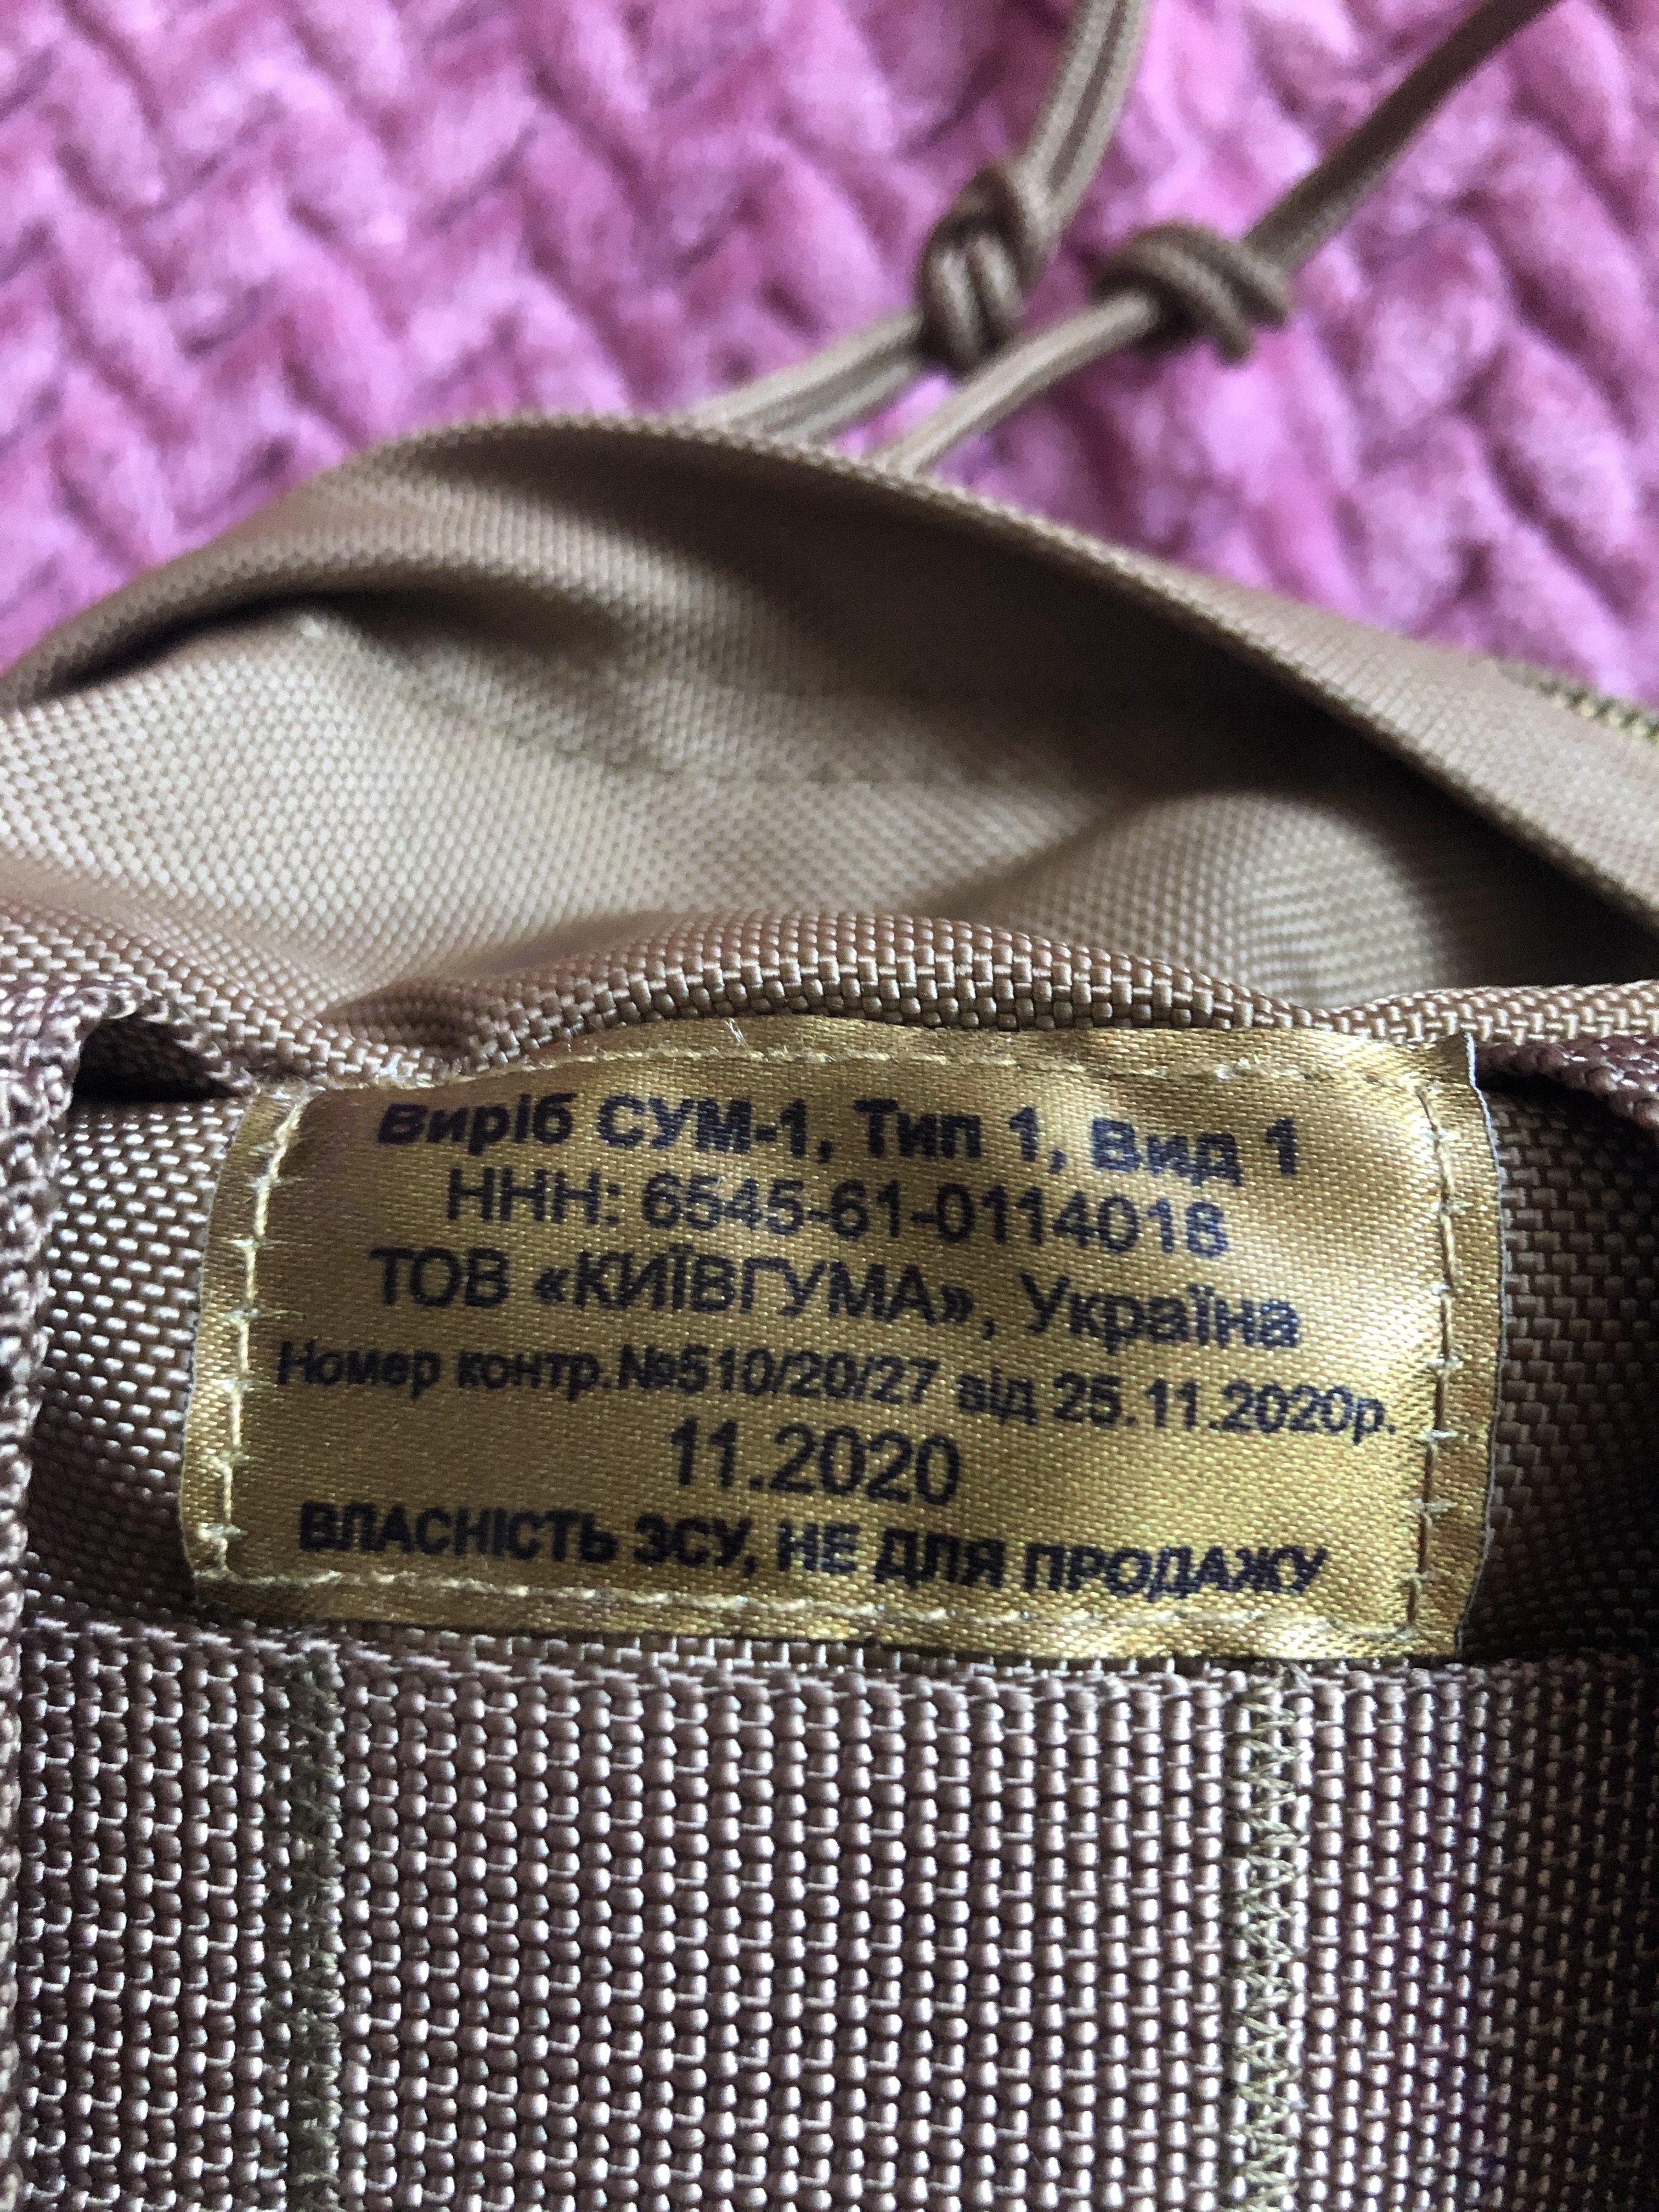 Виріб СУМ-1, Тип 1, Вид 1
ННН: 6545-61-0114018
ТОВ «КИЇВГУМА», Україна
Номер контр.№510/20/27 від 25.11.2020р.
11.2020
ВЛАСНІСТЬ ЗСУ, НЕ ДЛЯ ПРОДАЖУ